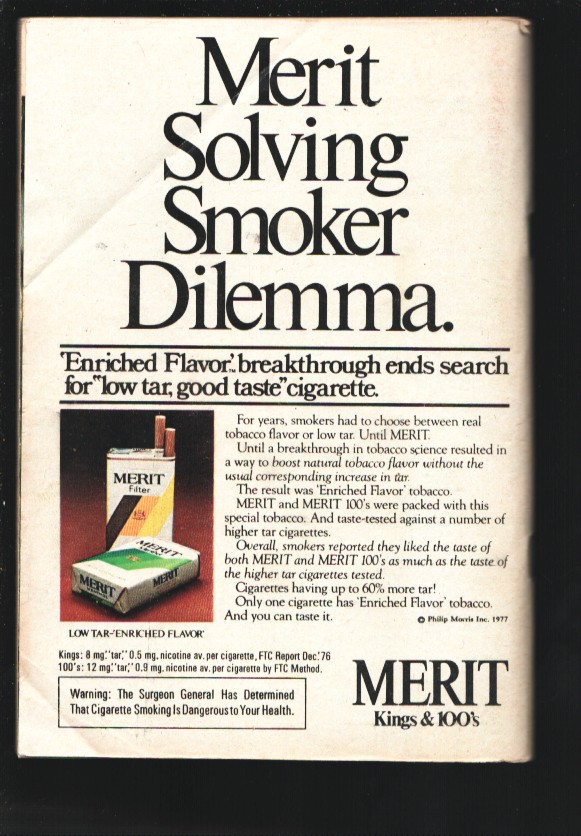 Merit
Solving
Smoker
Dilemma.
'Enriched Flavor,' breakthrough ends search
for "low tar, good taste" cigarette.
For years, smokers had to choose between real
tobacco flavor or low tar. Until MERIT.
Until a breakthrough in tobacco science resulted in
a way to boost natural tobacco flavor without the
usual corresponding increase in tar.
The result was 'Enriched Flavor' tobacco.
MERIT and MERIT 100's were packed with this
special tobacco. And taste-tested against a number of
higher tar cigarettes.
Overall, smokers reported they liked the taste of
both MERIT and MERIT 100's as much as the taste of
the higher tar cigarettes tested.
Cigarettes having up to 60% more tar!
Only one cigarette has 'Enriched Flavor' tobacco.
And you can taste it.
© Philip Morris Inc. 1977
MERIT
Filter
MERIT
MERIT
MERIT
LOW TAR-'ENRICHED FLAVOR'
Kings: 8 mg."tar," 0.5 mg. nicotine av. per cigarette, FTC Report Dec.'76
100's: 12 mg."tar," 0.9 mg. nicotine av. per cigarette by FTC Method.
Warning: The Surgeon General Has Determined
That Cigarette Smoking Is Dangerous to Your Health.
MERIT
Kings & 100's